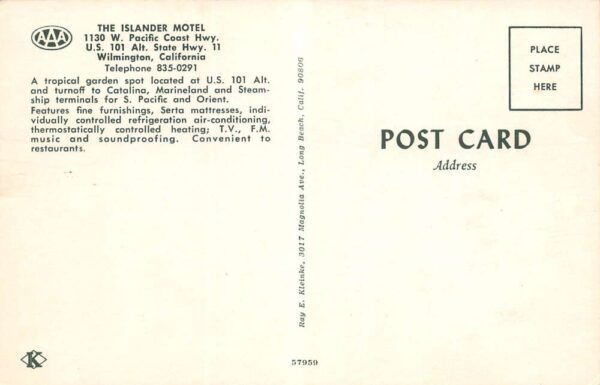 AAA
THE ISLANDER MOTEL
1130 W. Pacific Coast Hwy.
U.S. 101 Alt. State Hwy. 11
Wilmington, California
Telephone 835-0291
A tropical garden spot located at U.S. 101 Alt.
and turnoff to Catalina, Marineland and Steam-
ship terminals for S. Pacific and Orient.
Features fine furnishings, Serta mattresses, indi-
vidually controlled refrigeration air-conditioning,
thermostatically controlled heating; T.V., F.M.
music and soundproofing. Convenient to
restaurants.
K
Ray E. Kleinke, 3017 Magnolia Ave., Long Beach, Calif. 90806
57959
PLACE
STAMP
HERE
POST CARD
Address